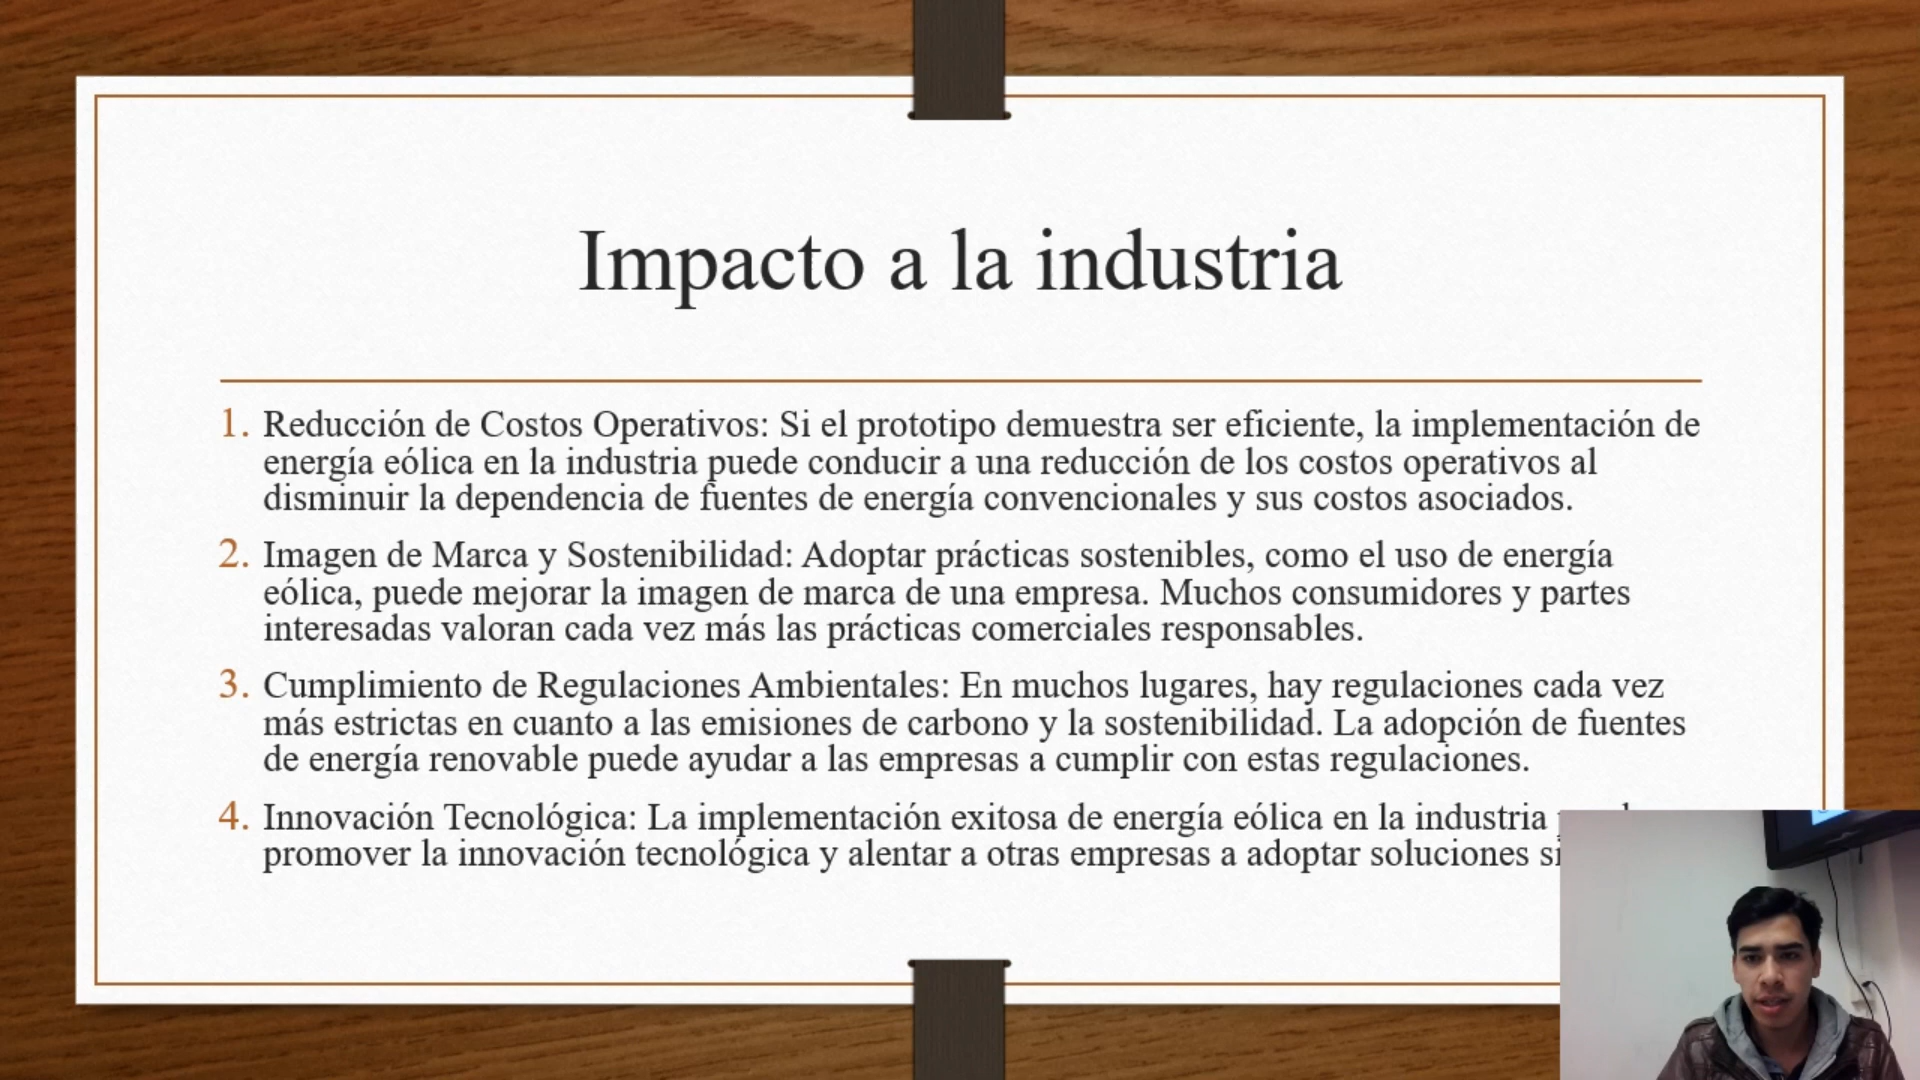 Impacto a la industria
1. Reducción de Costos Operativos: Si el prototipo demuestra ser eficiente, la implementación de
energía eólica en la industria puede conducir a una reducción de los costos operativos al
disminuir la dependencia de fuentes de energía convencionales y sus costos asociados.
2. Imagen de Marca y Sostenibilidad: Adoptar prácticas sostenibles, como el uso de energía
eólica, puede mejorar la imagen de marca de una empresa. Muchos consumidores y partes
interesadas valoran cada vez más las prácticas comerciales responsables.
3. Cumplimiento de Regulaciones Ambientales: En muchos lugares, hay regulaciones cada vez
más estrictas en cuanto a las emisiones de carbono y la sostenibilidad. La adopción de fuentes
de energía renovable puede ayudar a las empresas a cumplir con estas regulaciones.
4. Innovación Tecnológica: La implementación exitosa de energía eólica en la industria
promover la innovación tecnológica y alentar a otras empresas a adoptar soluciones